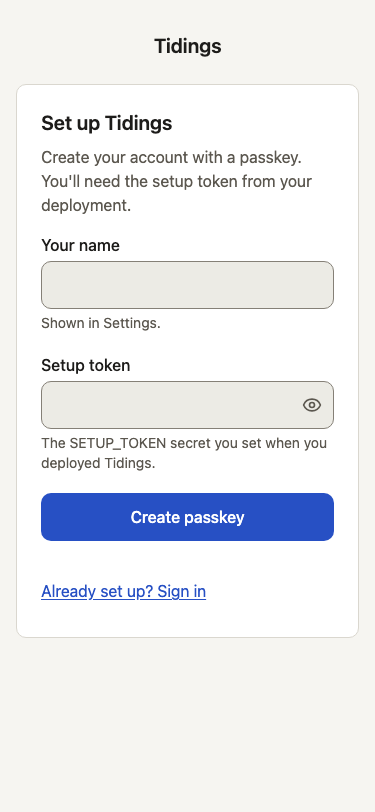 Tidings
Set up Tidings
Create your account with a passkey.
You'll need the setup token from your
deployment.
Your name
Shown in Settings.
Setup token
The SETUP_TOKEN secret you set when you
deployed Tidings.
Create passkey
Already set up? Sign in